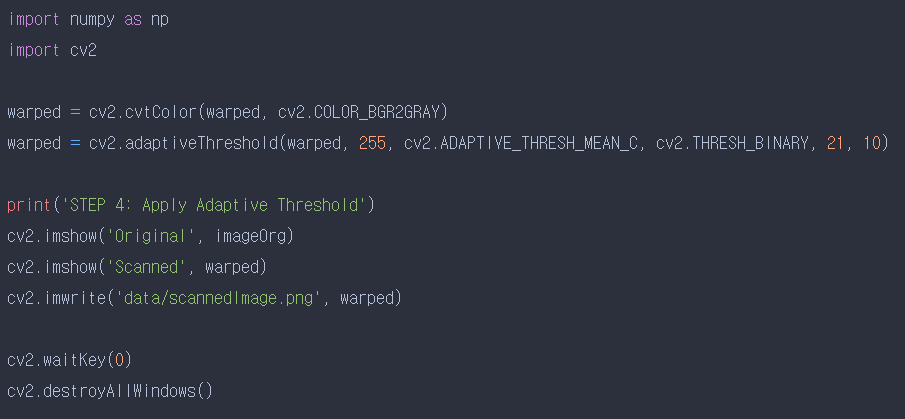 import numpy as np
import cv2
warped = cv2.cvtColor(warped, cv2.COLOR_BGR2GRAY)
warped = cv2.adaptiveThreshold(warped, 255, cv2.ADAPTIVE_THRESH_MEAN_C, cv2.THRESH_BINARY, 21, 10)
print('STEP 4: Apply Adaptive Threshold')
cv2.imshow('Original', imageOrg)
cv2.imshow('Scanned', warped)
cv2.imwrite('data/scannedImage.png', warped)
cv2.waitKey(0)
cv2.destroyAllWindows()